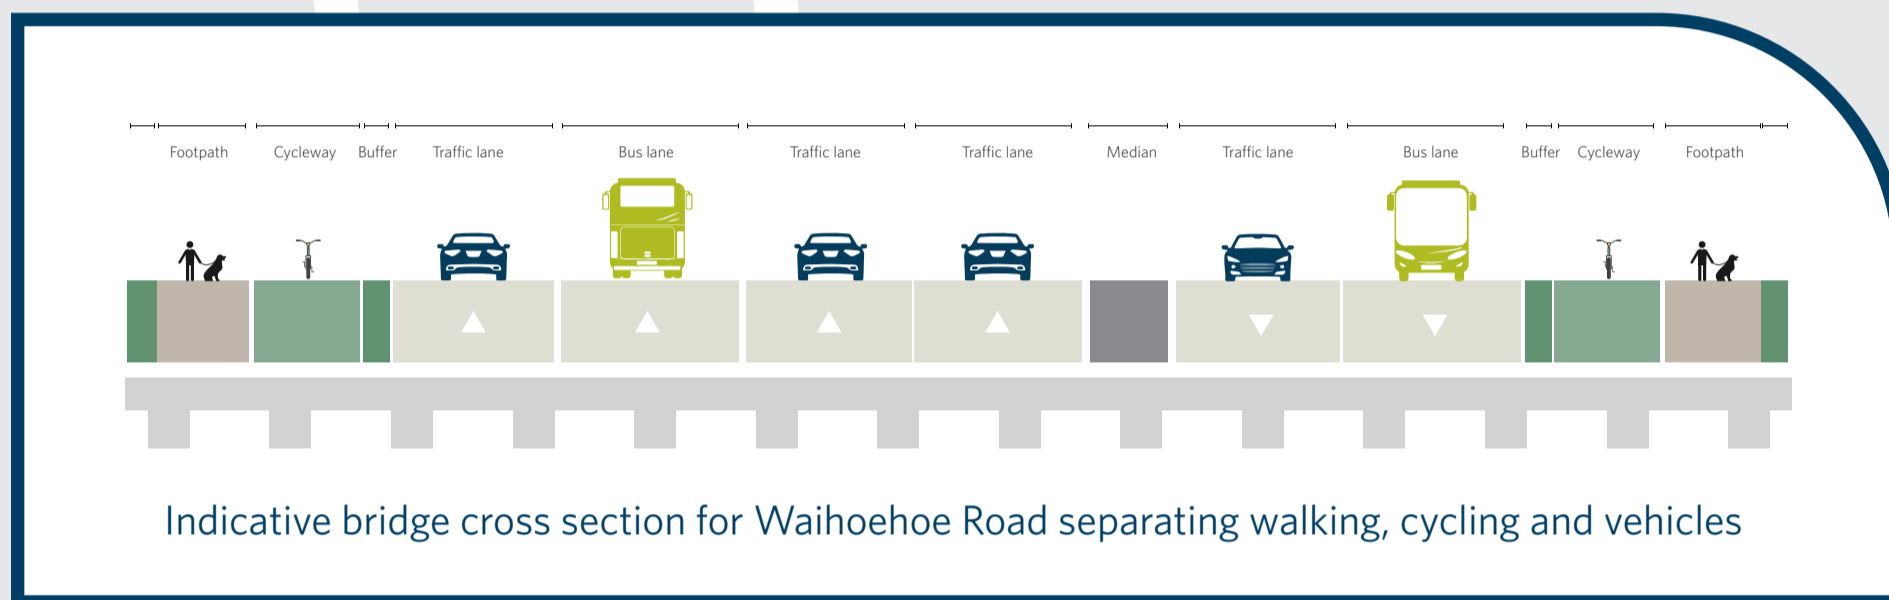 Footpath Cycleway Buffer Traffic lane Bus lane Traffic lane Traffic lane Median Traffic lane Bus lane Buffer Cycleway Footpath
Indicative bridge cross section for Waihoehoe Road separating walking, cycling and vehicles